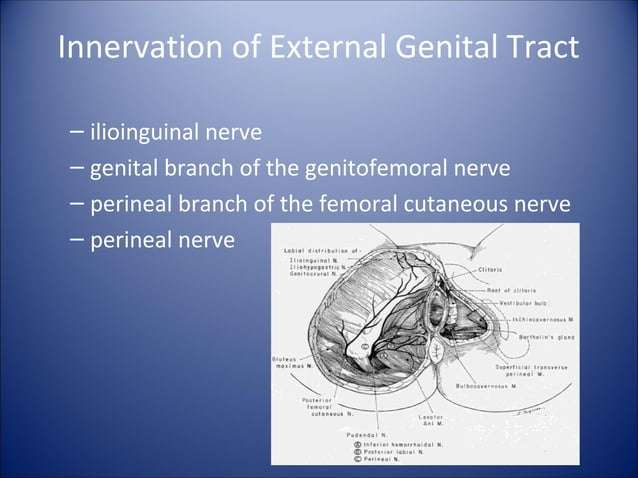 Innervation of External Genital Tract
– ilioinguinal nerve
– genital branch of the genitofemoral nerve
– perineal branch of the femoral cutaneous nerve
– perineal nerve
Labial distribution of-
Ilioinguinal N.
Iliohypogastric N.
Genitocrural N.
Clitoris
Root of clitoris
Vestibular bulb
Ischiocavernosus M.
Bartholin's gland
Superficial transverse
perineal M.
Bulbocavernosus M.
Gluteus
maximus M.
Posterior
femoral
cutaneous N.
Levator
Ani M.
Pudendal N.
A Inferior hemorrhoidal N.
B Posterior labial N.
C Perineal N.